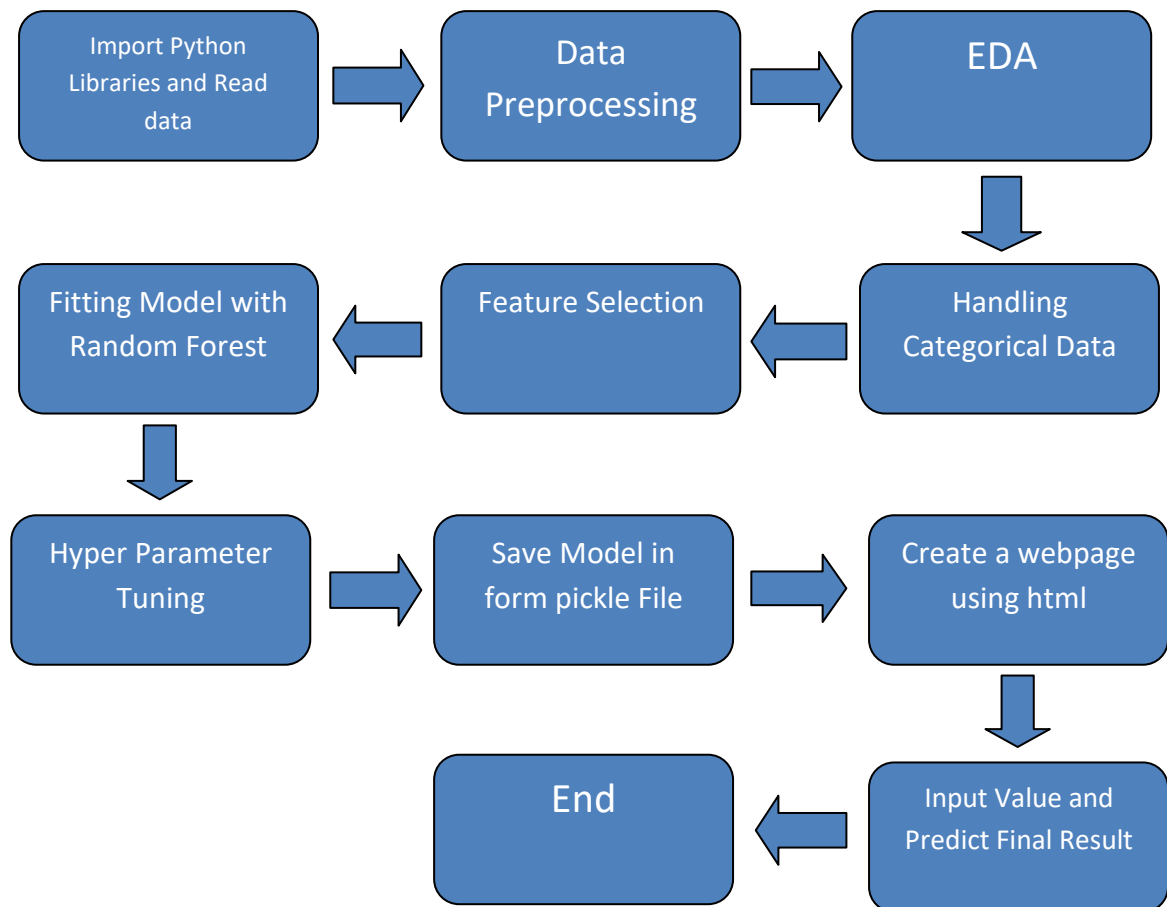 Import Python
Libraries and Read
data
Data
Preprocessing
EDA
Handling
Categorical Data
Feature Selection
Fitting Model with
Random Forest
Hyper Parameter
Tuning
Save Model in
form pickle File
Create a webpage
using html
Input Value and
Predict Final Result
End